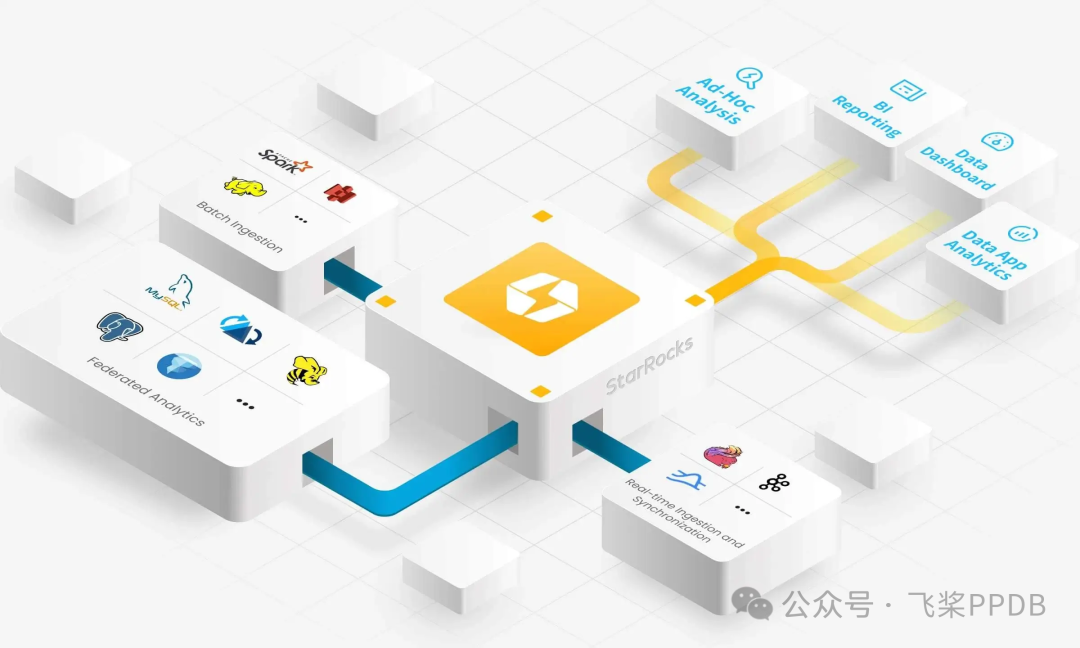 Ad-Hoc
Analysis
BI
Reporting
Data
Dashboard
Data App
Analytics
APACHE
Spark
...
Batch Ingestion
MySQL
...
Federated Analytics
StarRocks
...
Real-time Ingestion and
Synchronization
公众号 · 飞桨PPDB